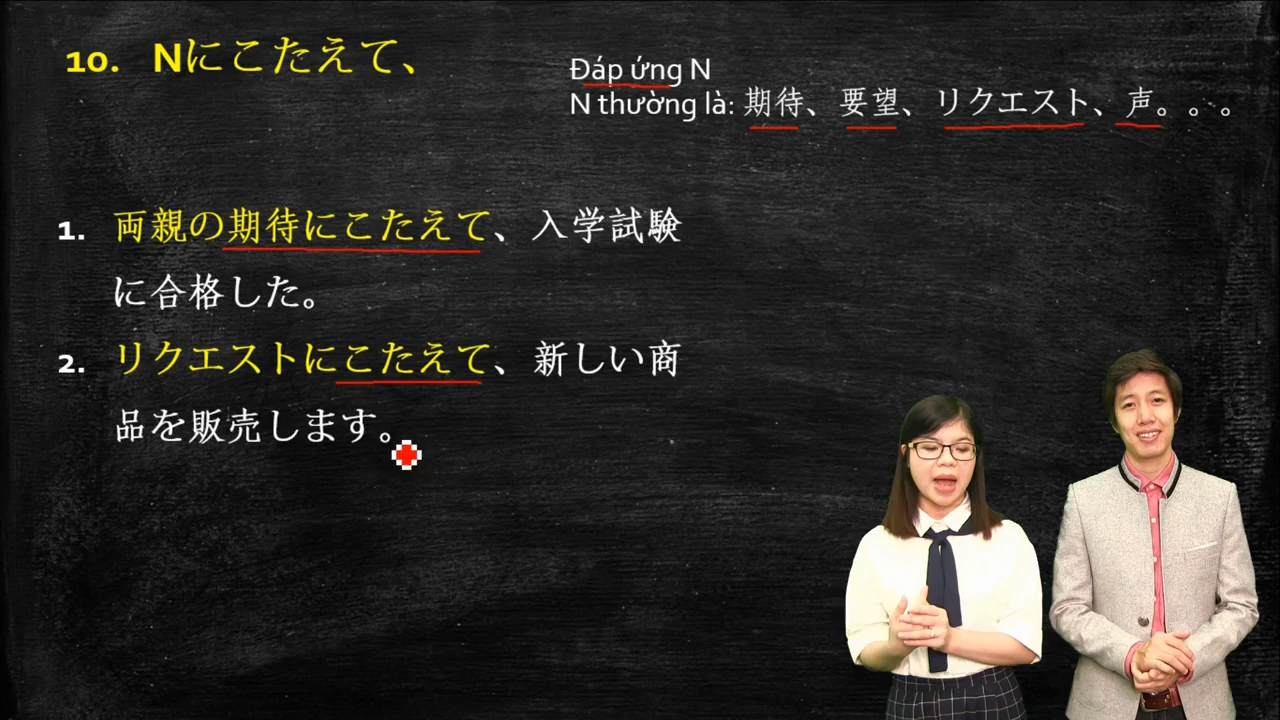 10. Nにこたえて、
Đáp ứng N
N thường là: 期待、要望、リクエスト、声。。。
1. 両親の期待にこたえて、入学試験
に合格した。
2. リクエストにこたえて、新しい商
品を販売します。